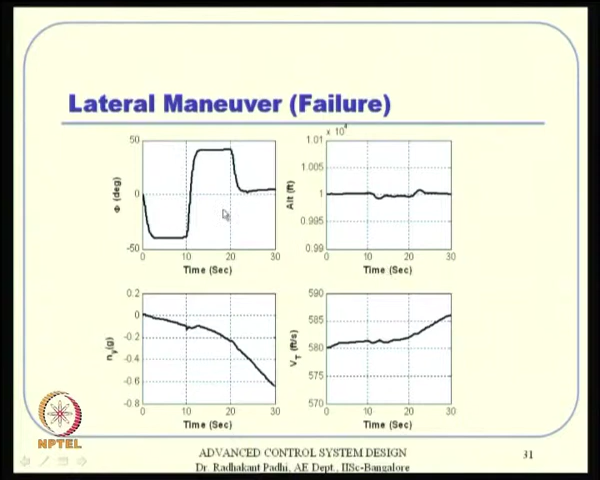 Lateral Maneuver (Failure)
50
0
-50
Φ (deg)
0 10 20 30
Time (Sec)
x 10⁴
1.01
1.005
1
0.995
0.99
Alt (ft)
0 10 20 30
Time (Sec)
0.2
0
-0.2
-0.4
-0.6
-0.8
n_y(g)
0 10 20 30
Time (Sec)
590
585
580
575
570
V_T (ft/s)
0 10 20 30
Time (Sec)
NPTEL
ADVANCED CONTROL SYSTEM DESIGN
Dr. Radhakant Padhi, AE Dept., IISc-Bangalore
31